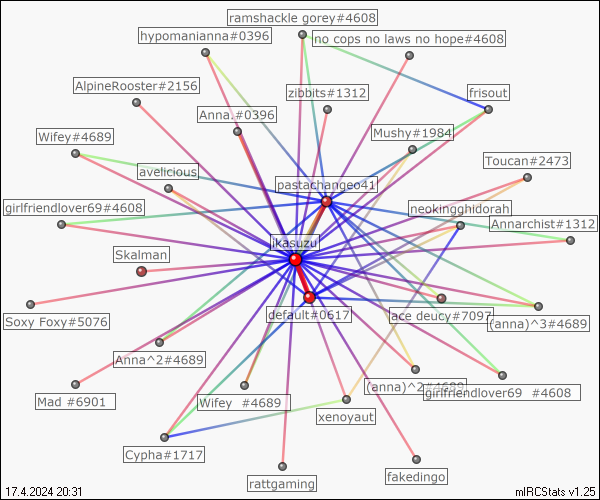 ramshackle gorey#4608
hypomanianna#0396
no cops no laws no hope#4608
AlpineRooster#2156
zibbits#1312
frisout
Anna.#0396
Mushy#1984
Wifey#4689
Toucan#2473
avelicious
pastachangeo41
girlfriendlover69#4608
neokingghidorah
Annarchist#1312
jikasuzu
Skalman
default#0617
ace deucy#7097
Soxy Foxy#5076
(anna)^3#4689
Anna^2#4689
(anna)^2#4689
girlfriendlover69 #4608
Mad #6901
Wifey #4689
xenoyaut
Cypha#1717
rattgaming
fakedingo
17.4.2024 20:31
mIRCStats v1.25